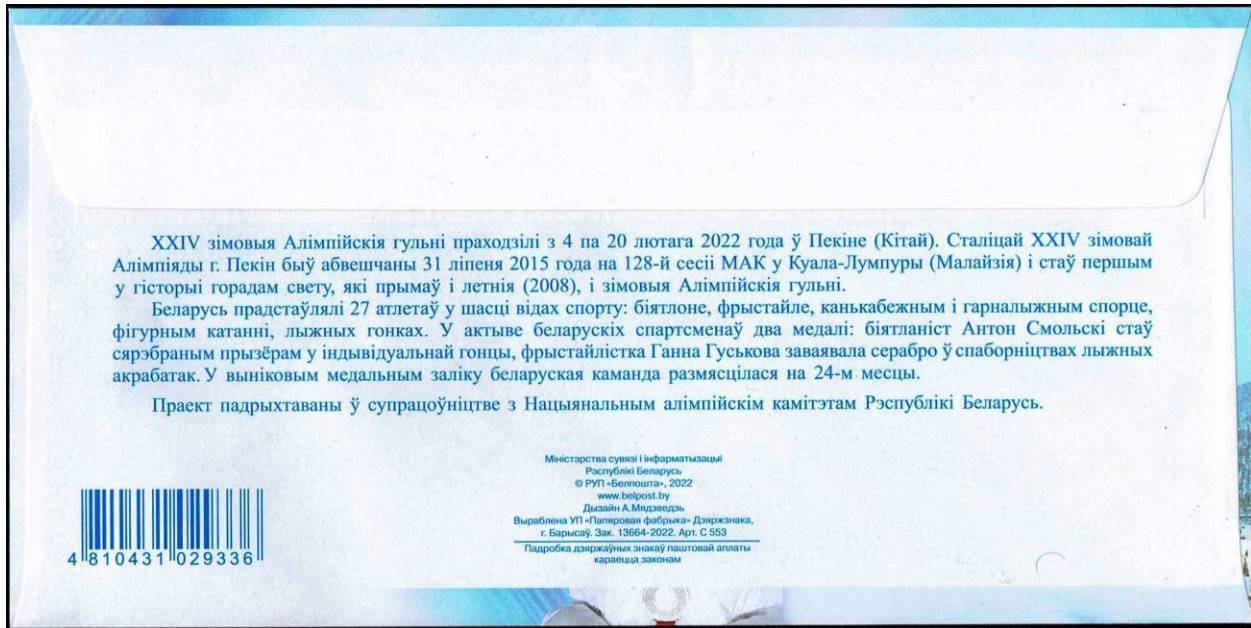 XXIV зімовыя Алімпійскія гульні праходзілі з 4 па 20 лютага 2022 года ў Пекіне (Кітай). Сталіцай XXIV зімовай
Алімпіяды г. Пекін быў абвешчаны 31 ліпеня 2015 года на 128-й сесіі МАК у Куала-Лумпуры (Малайзія) і стаў першым
у гісторыі горадам свету, які прымаў і летнія (2008), і зімовыя Алімпійскія гульні.
Беларусь прадстаўлялі 27 атлетаў у шасці відах спорту: біятлоне, фрыстайле, канькабежным і гарналыжным спорце,
фігурным катанні, лыжных гонках. У актыве беларускіх спартсменаў два медалі: біятланіст Антон Смольскі стаў
сярэбраным прызёрам у індывідуальнай гонцы, фрыстайлістка Ганна Гуськова заваявала серабро ў спаборніцтвах лыжных
акрабатак. У выніковым медальным заліку беларуская каманда размясцілася на 24-м месцы.
Праект падрыхтаваны ў супрацоўніцтве з Нацыянальным алімпійскім камітэтам Рэспублікі Беларусь.
Міністэрства сувязі і інфарматызацыі
Рэспублікі Беларусь
© РУП «Белпошта», 2022
www.belpost.by
Дызайн А.Мядзведзь
Выраблена УП «Папяровая фабрыка» Дзяржзнака,
г. Барысаў. Зак. 13664-2022. Арт. С 553
Падробка дзяржаўных знакаў паштовай аплаты
караецца законам
4 810431 029336